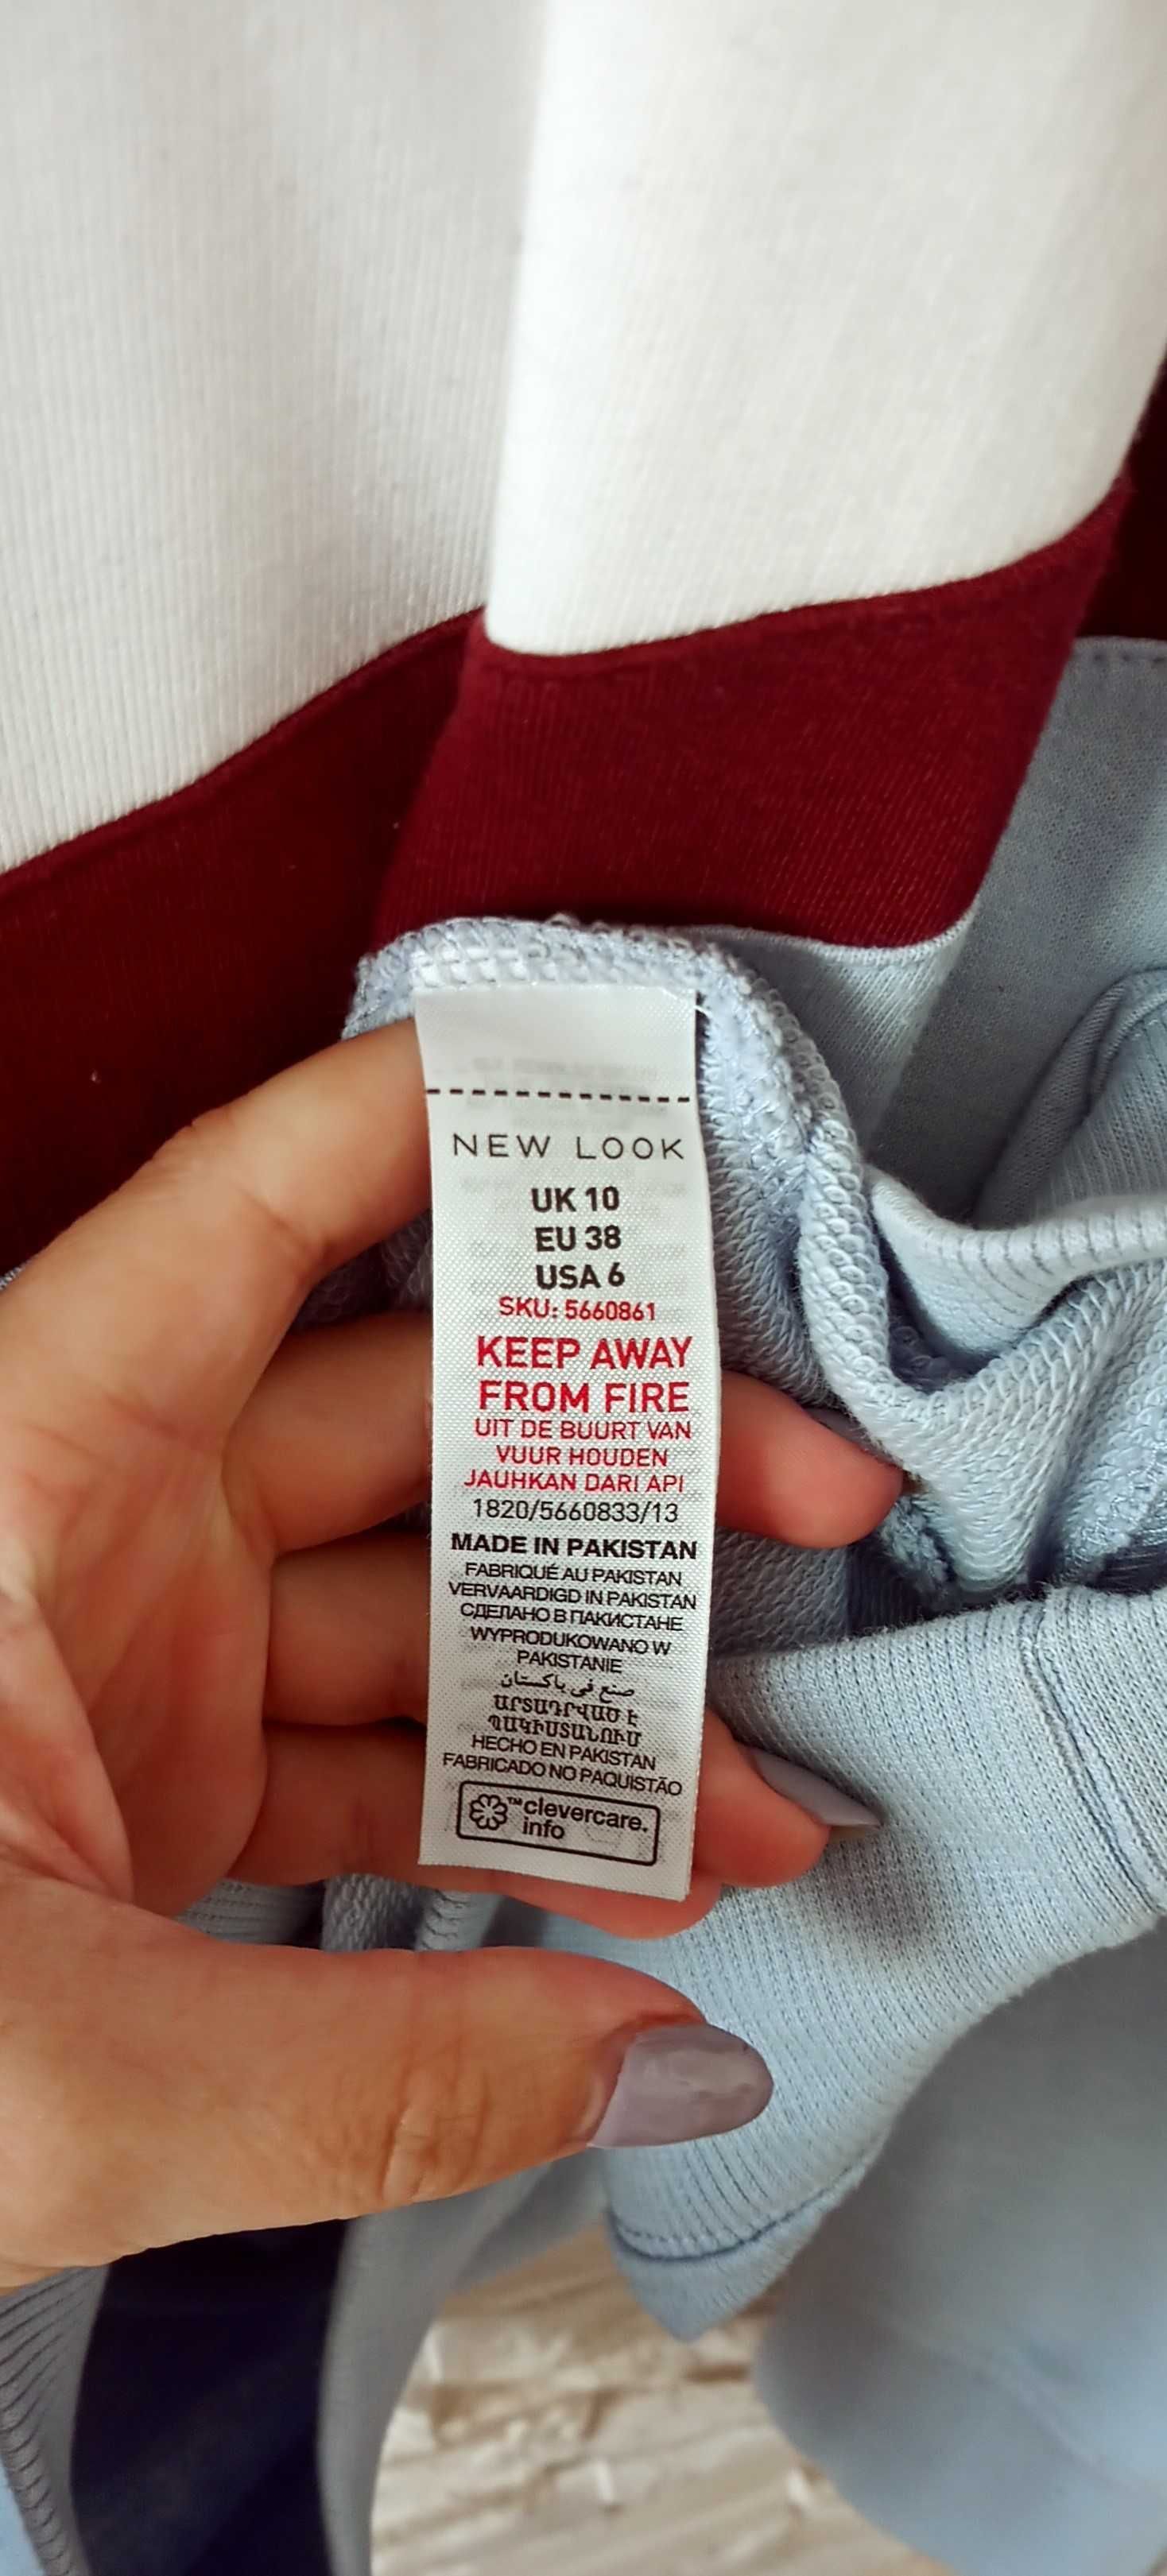 NEW LOOK
UK 10
EU 38
USA 6
SKU: 5660861
KEEP AWAY
FROM FIRE
UIT DE BUURT VAN
VUUR HOUDEN
JAUHKAN DARI API
1820/5660833/13
MADE IN PAKISTAN
FABRIQUÉ AU PAKISTAN
VERVAARDIGD IN PAKISTAN
СДЕЛАНО В ПАКИСТАНЕ
WYPRODUKOWANO W
PAKISTANIE
صنع في باكستان
ԱՐՏԱԴՐՎԱԾ Է
ՊԱԿԻՍՏԱՆՈՒՄ
HECHO EN PAKISTAN
FABRICADO NO PAQUISTÃO
™clevercare.
info